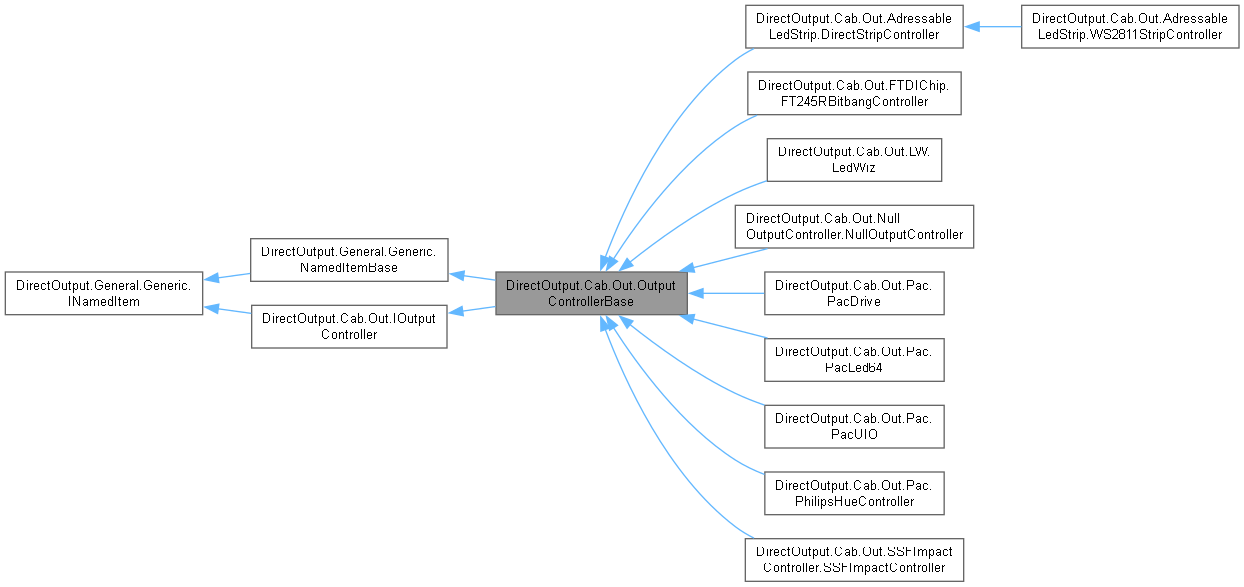 DirectOutput.General.Generic.
INamedItem
DirectOutput.General.Generic.
NamedItemBase
DirectOutput.Cab.Out.IOutput
Controller
DirectOutput.Cab.Out.Output
ControllerBase
DirectOutput.Cab.Out.Adressable
LedStrip.DirectStripController
DirectOutput.Cab.Out.Adressable
LedStrip.WS2811StripController
DirectOutput.Cab.Out.FTDIChip.
FT245RBitbangController
DirectOutput.Cab.Out.LW.
LedWiz
DirectOutput.Cab.Out.Null
OutputController.NullOutputController
DirectOutput.Cab.Out.Pac.
PacDrive
DirectOutput.Cab.Out.Pac.
PacLed64
DirectOutput.Cab.Out.Pac.
PacUIO
DirectOutput.Cab.Out.Pac.
PhilipsHueController
DirectOutput.Cab.Out.SSFImpact
Controller.SSFImpactController